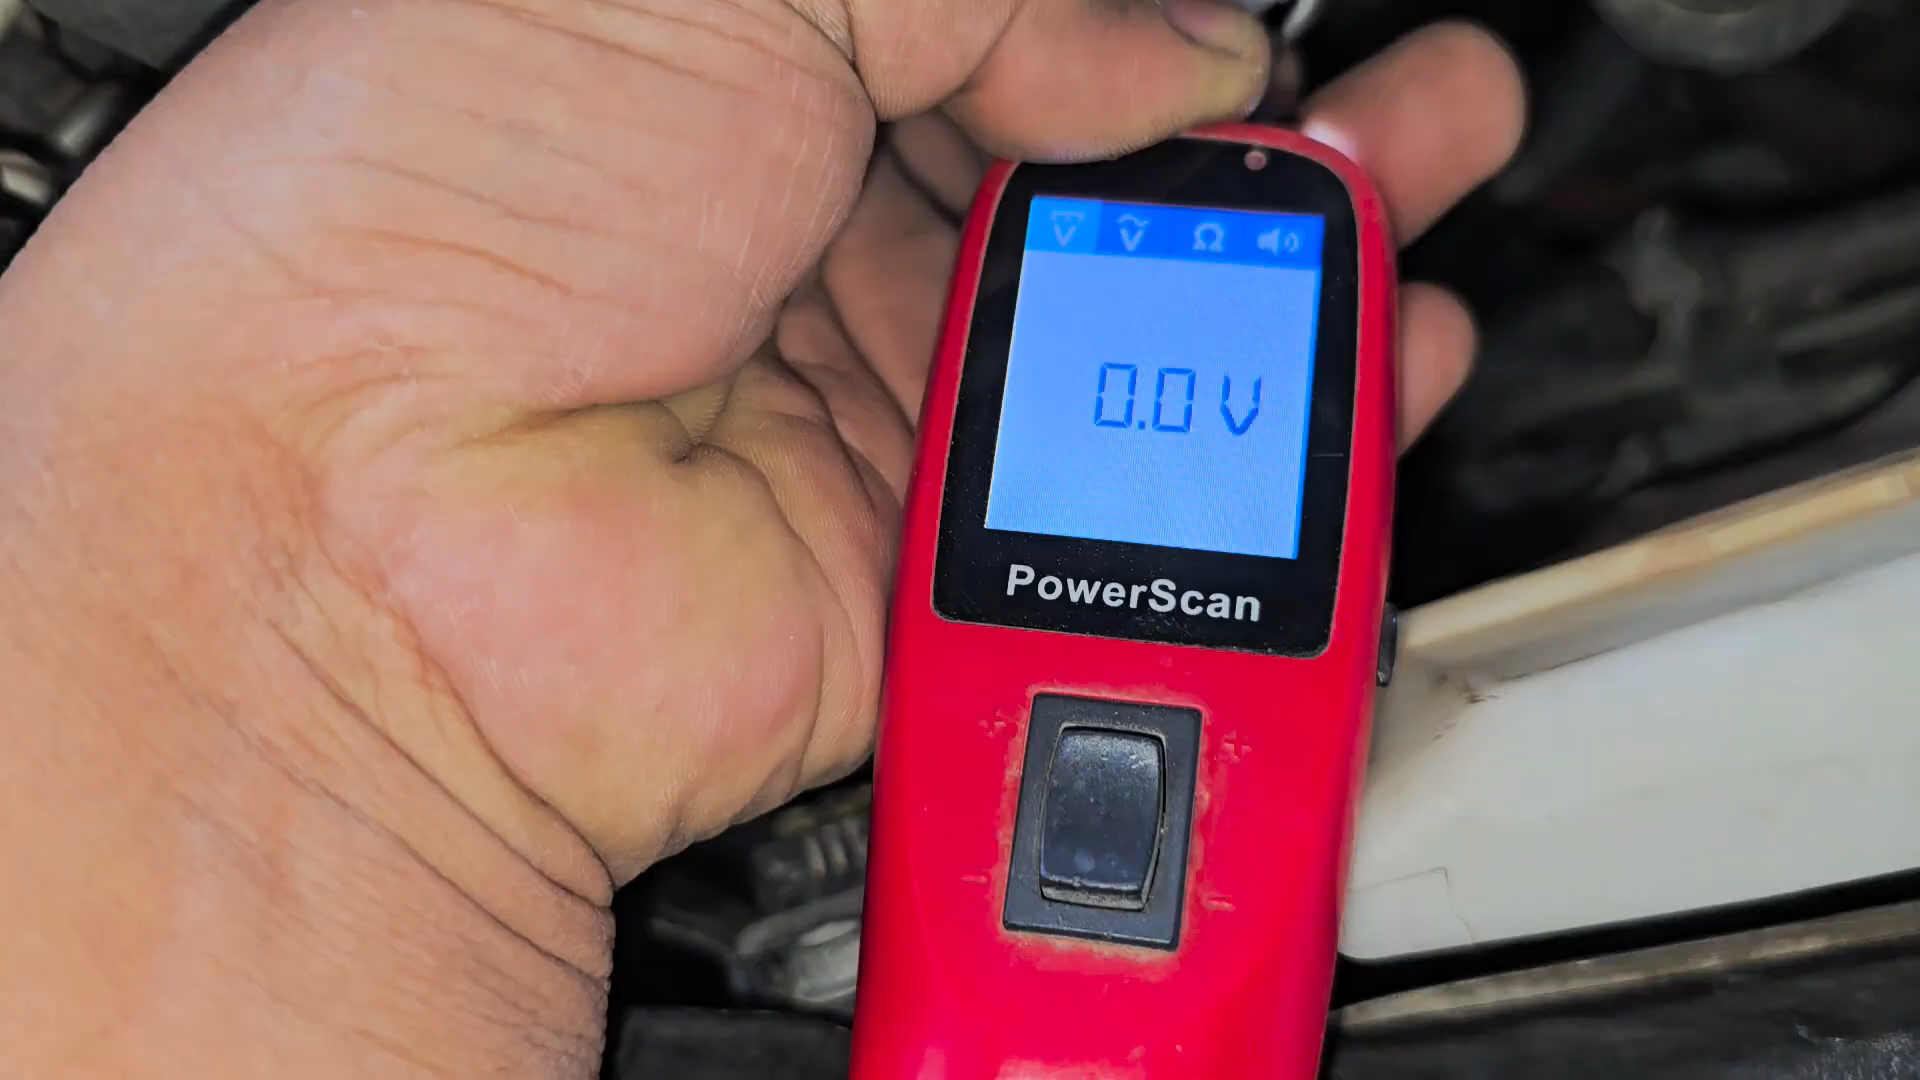 V V Ω
0.0 V
PowerScan
+ +
- -